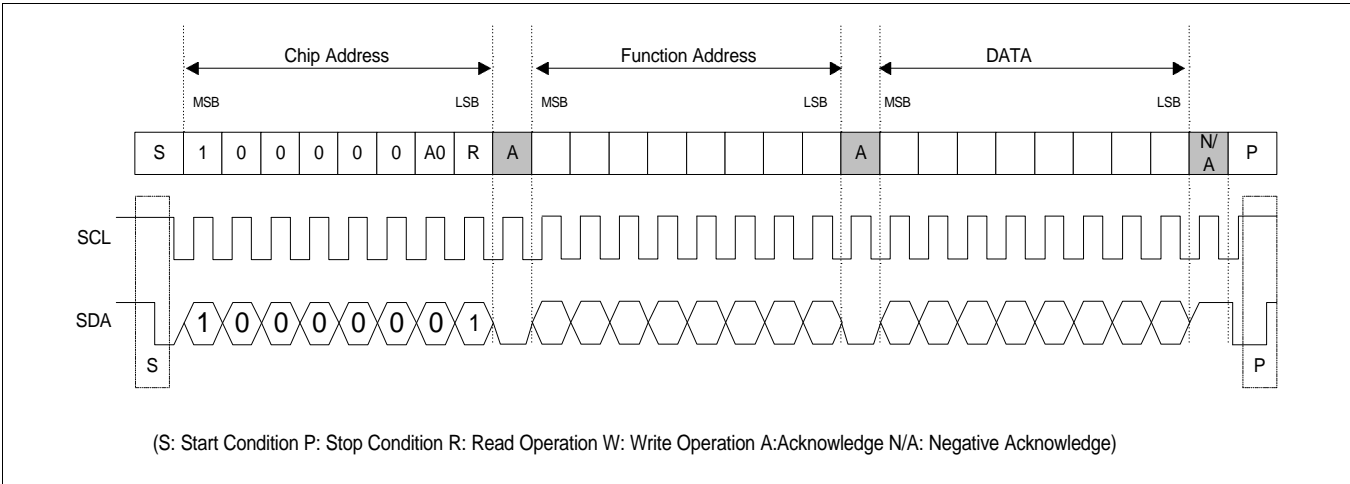 Chip Address Function Address DATA
MSB LSB MSB LSB MSB LSB
S 1 0 0 0 0 0 A0 R A A N/A P
SCL
SDA 1 0 0 0 0 0 0 1
S P
(S: Start Condition P: Stop Condition R: Read Operation W: Write Operation A:Acknowledge N/A: Negative Acknowledge)